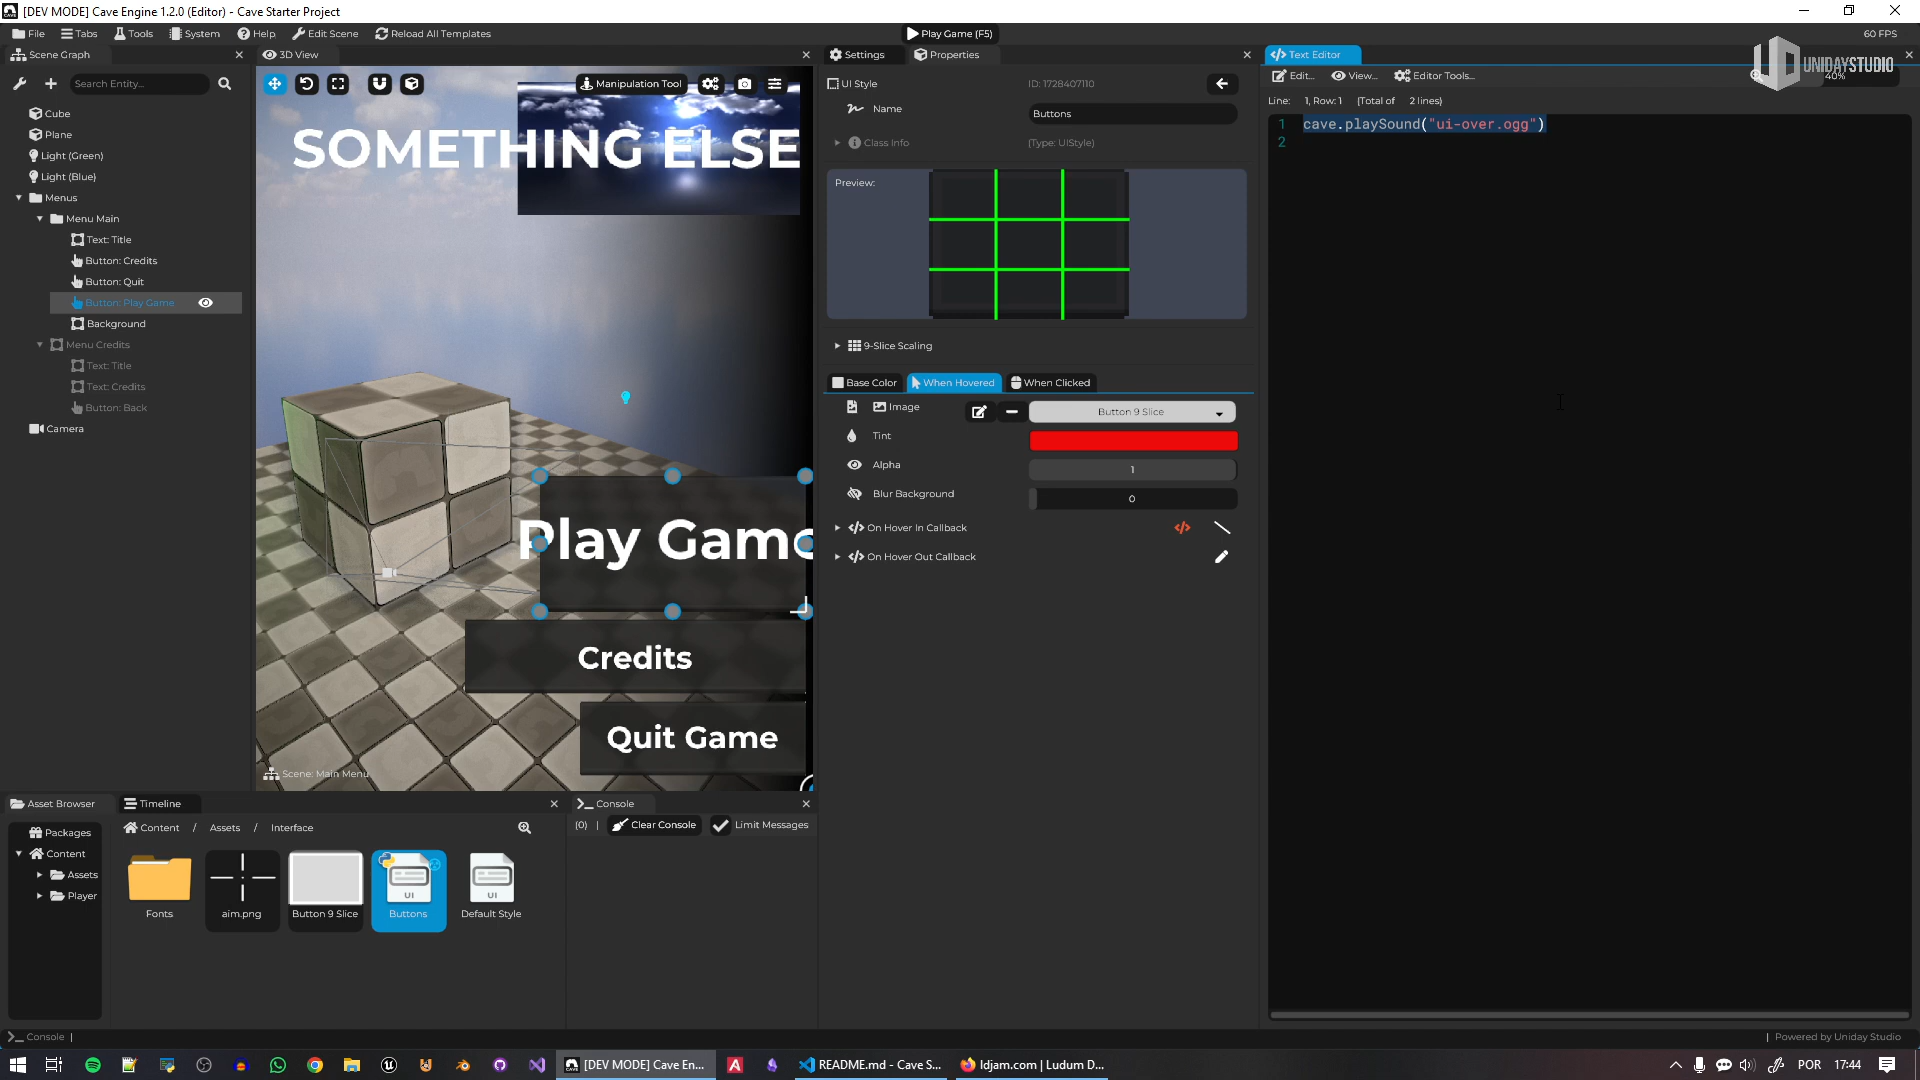 [DEV MODE] Cave Engine 1.2.0 (Editor) - Cave Starter Project
File Tabs Tools System Help Edit Scene Reload All Templates Play Game (F5) 60 FPS
Scene Graph
3D View
Settings Properties
Text Editor
UNIDAYSTUDIO
Search Entity...
Manipulation Tool
UI Style ID: 1728407110
Edit... View... Editor Tools... 40%
Line: 1, Row: 1 (Total of 2 lines)
Name Buttons
Class Info (Type: UIStyle)
1 cave.playSound("ui-over.ogg")
2
Cube
Plane
Light (Green)
Light (Blue)
Menus
Menu Main
Text: Title
Button: Credits
Button: Quit
Button: Play Game
Background
Menu Credits
Text: Title
Text: Credits
Button: Back
Camera
SOMETHING ELSE
Play Game
Credits
Quit Game
Scene: Main Menu
Preview:
9-Slice Scaling
Base Color When Hovered When Clicked
Image Button 9 Slice
Tint
Alpha 1
Blur Background 0
On Hover In Callback
On Hover Out Callback
Asset Browser Timeline
Console
Packages
Content
Assets
Player
Content / Assets / Interface
(0) | Clear Console Limit Messages
Fonts
aim.png
Button 9 Slice
UI
Buttons
UI
Default Style
Console |
| Powered by Uniday Studio
[DEV MODE] Cave En...
README.md - Cave S...
ldjam.com | Ludum D...
POR 17:44